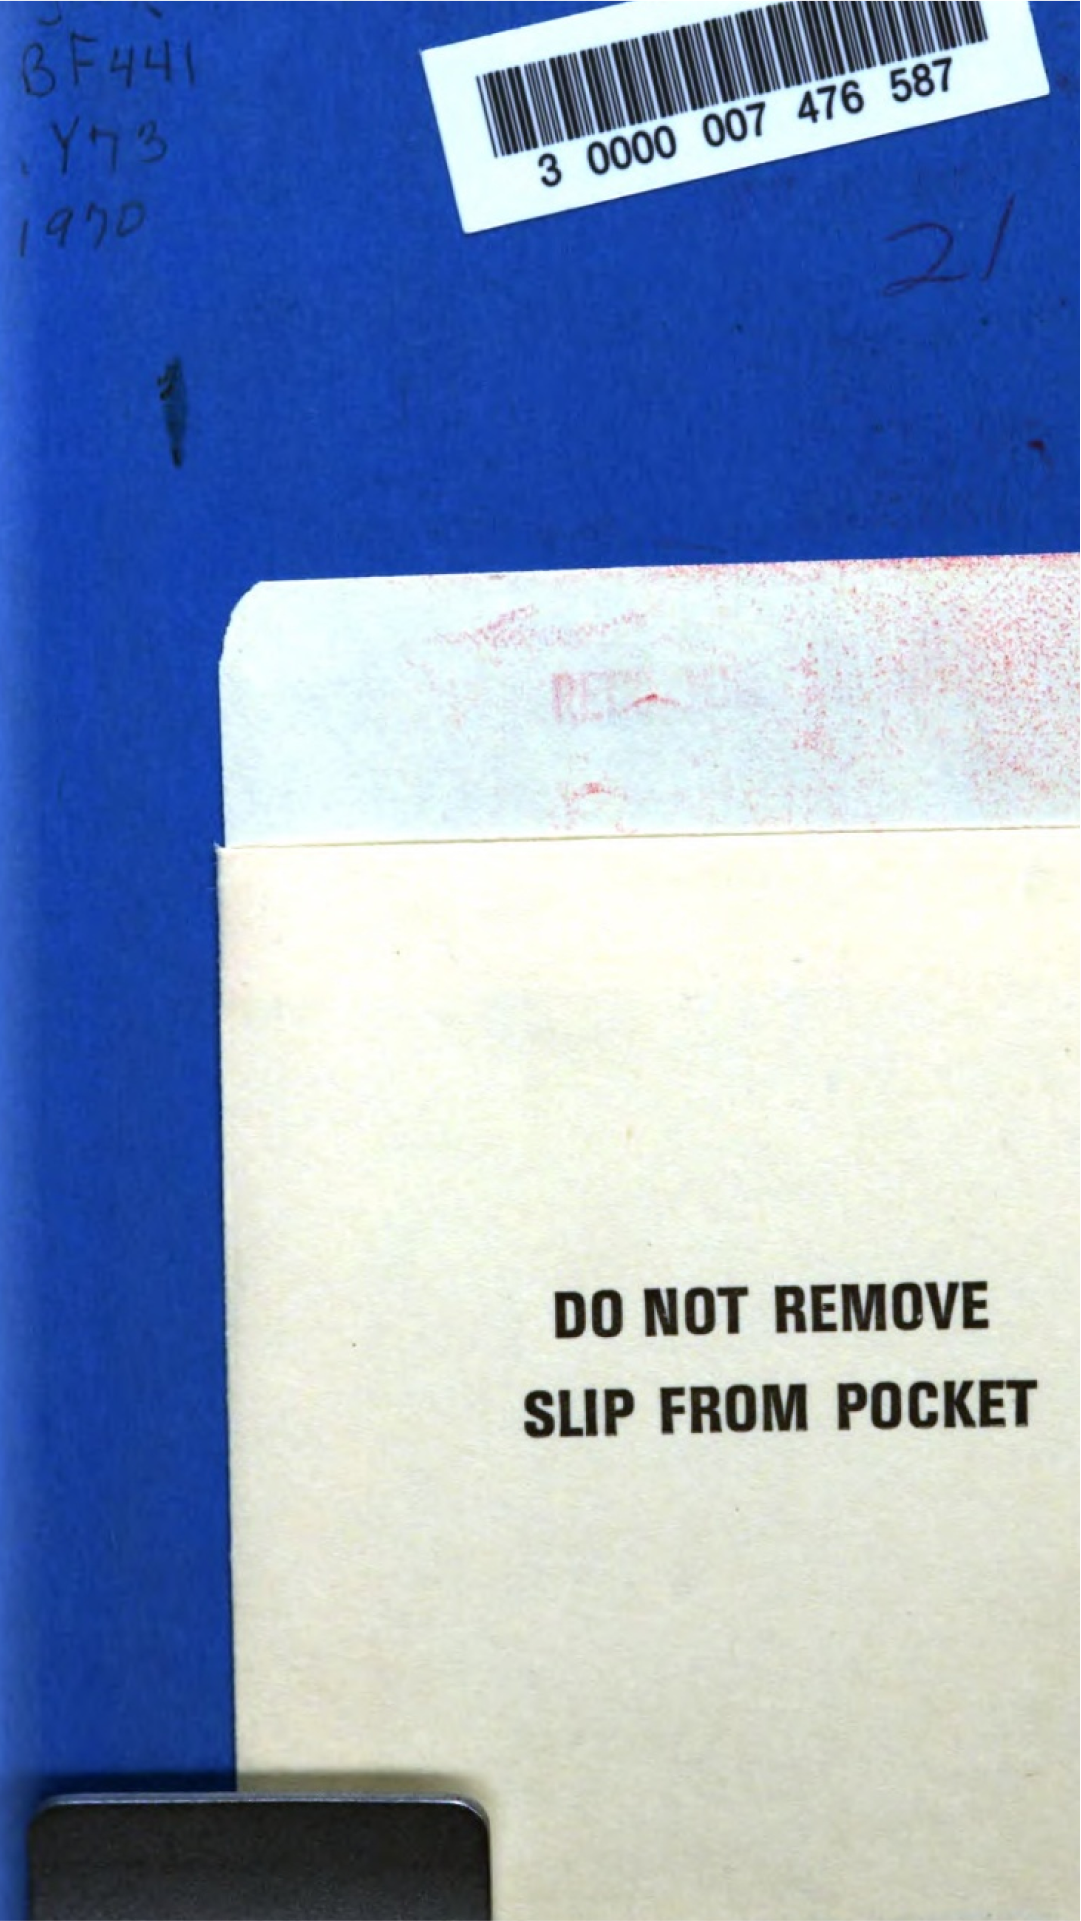 BF441
.Y73
1970
3 0000 007 476 587
21
DO NOT REMOVE
SLIP FROM POCKET